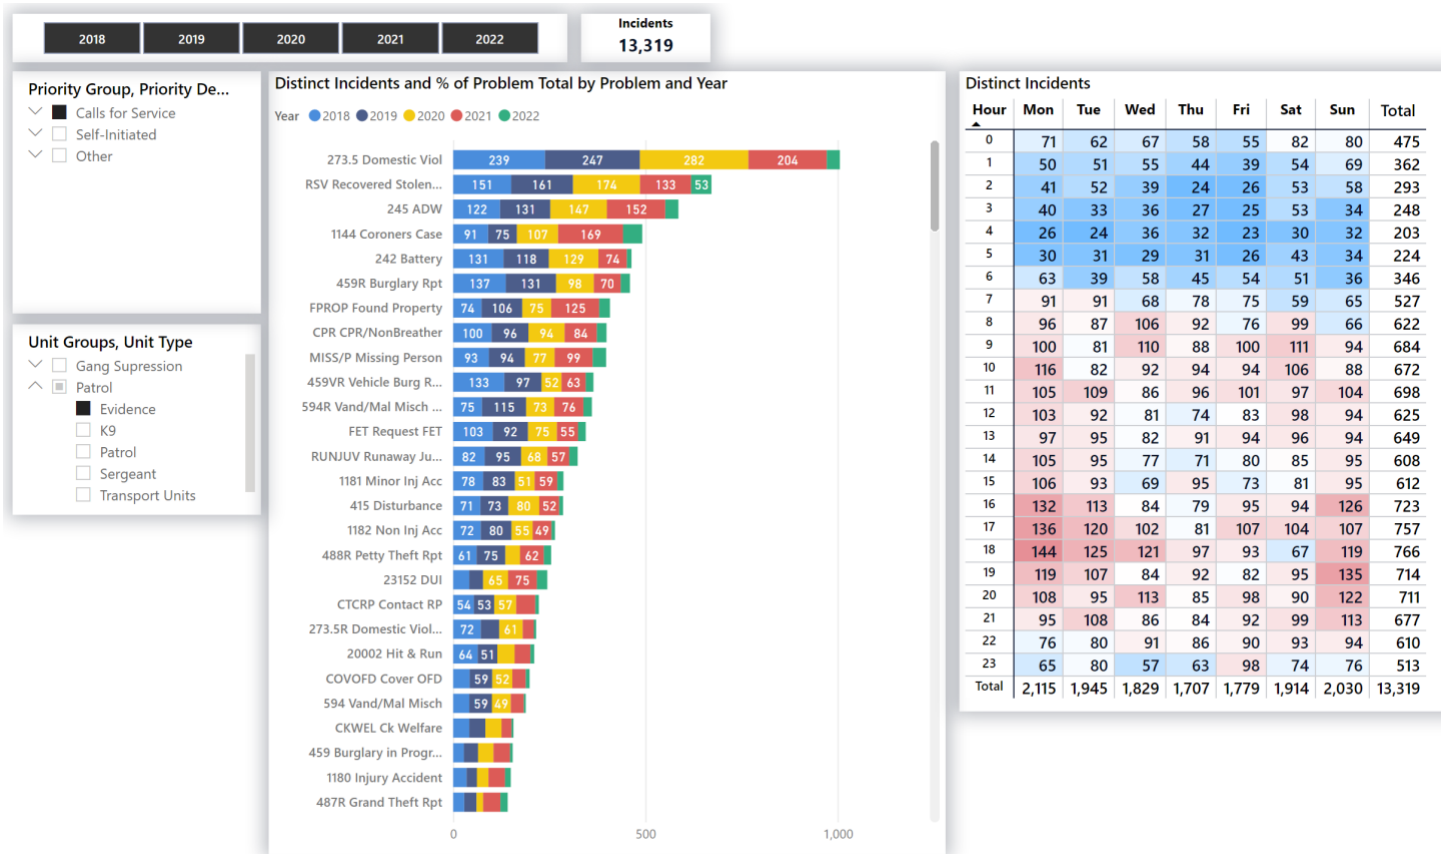 2018 2019 2020 2021 2022
Incidents
13,319
Priority Group, Priority De...
Calls for Service
Self-Initiated
Other
Unit Groups, Unit Type
Gang Supression
Patrol
Evidence
K9
Patrol
Sergeant
Transport Units
Distinct Incidents and % of Problem Total by Problem and Year
Year 2018 2019 2020 2021 2022
273.5 Domestic Viol 239 247 282 204
RSV Recovered Stolen... 151 161 174 133 53
245 ADW 122 131 147 152
1144 Coroners Case 91 75 107 169
242 Battery 131 118 129 74
459R Burglary Rpt 137 131 98 70
FPROP Found Property 74 106 75 125
CPR CPR/NonBreather 100 96 94 84
MISS/P Missing Person 93 94 77 99
459VR Vehicle Burg R... 133 97 52 63
594R Vand/Mal Misch ... 75 115 73 76
FET Request FET 103 92 75 55
RUNJUV Runaway Ju... 82 95 68 57
1181 Minor Inj Acc 78 83 51 59
415 Disturbance 71 73 80 52
1182 Non Inj Acc 72 80 55 49
488R Petty Theft Rpt 61 75 62
23152 DUI 65 75
CTCRP Contact RP 54 53 57
273.5R Domestic Viol... 72 61
20002 Hit & Run 64 51
COVOFD Cover OFD 59 52
594 Vand/Mal Misch 59 49
CKWEL Ck Welfare
459 Burglary in Progr...
1180 Injury Accident
487R Grand Theft Rpt
0 500 1,000
Distinct Incidents
Hour Mon Tue Wed Thu Fri Sat Sun Total
0 71 62 67 58 55 82 80 475
1 50 51 55 44 39 54 69 362
2 41 52 39 24 26 53 58 293
3 40 33 36 27 25 53 34 248
4 26 24 36 32 23 30 32 203
5 30 31 29 31 26 43 34 224
6 63 39 58 45 54 51 36 346
7 91 91 68 78 75 59 65 527
8 96 87 106 92 76 99 66 622
9 100 81 110 88 100 111 94 684
10 116 82 92 94 94 106 88 672
11 105 109 86 96 101 97 104 698
12 103 92 81 74 83 98 94 625
13 97 95 82 91 94 96 94 649
14 105 95 77 71 80 85 95 608
15 106 93 69 95 73 81 95 612
16 132 113 84 79 95 94 126 723
17 136 120 102 81 107 104 107 757
18 144 125 121 97 93 67 119 766
19 119 107 84 92 82 95 135 714
20 108 95 113 85 98 90 122 711
21 95 108 86 84 92 99 113 677
22 76 80 91 86 90 93 94 610
23 65 80 57 63 98 74 76 513
Total 2,115 1,945 1,829 1,707 1,779 1,914 2,030 13,319